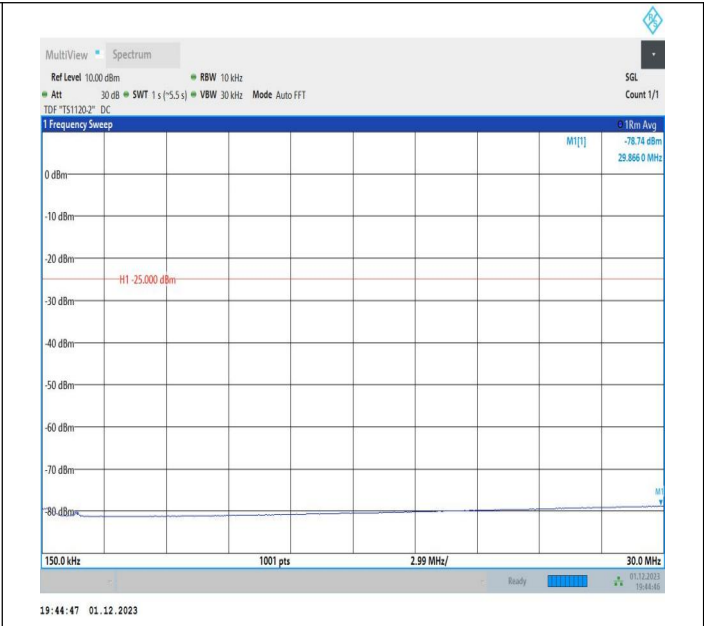 R&S
MultiView Spectrum
Ref Level 10.00 dBm RBW 10 kHz SGL
Att 30 dB SWT 1 s (~5.5 s) VBW 30 kHz Mode Auto FFT Count 1/1
TDF "TS1120-2" DC
1 Frequency Sweep 1Rm Avg
M1[1] -78.74 dBm
29.866 0 MHz
0 dBm
-10 dBm
-20 dBm
H1 -25.000 dBm
-30 dBm
-40 dBm
-50 dBm
-60 dBm
-70 dBm
M1
-80 dBm
150.0 kHz 1001 pts 2.99 MHz/ 30.0 MHz
Ready 01.12.2023
19:44:46
19:44:47 01.12.2023